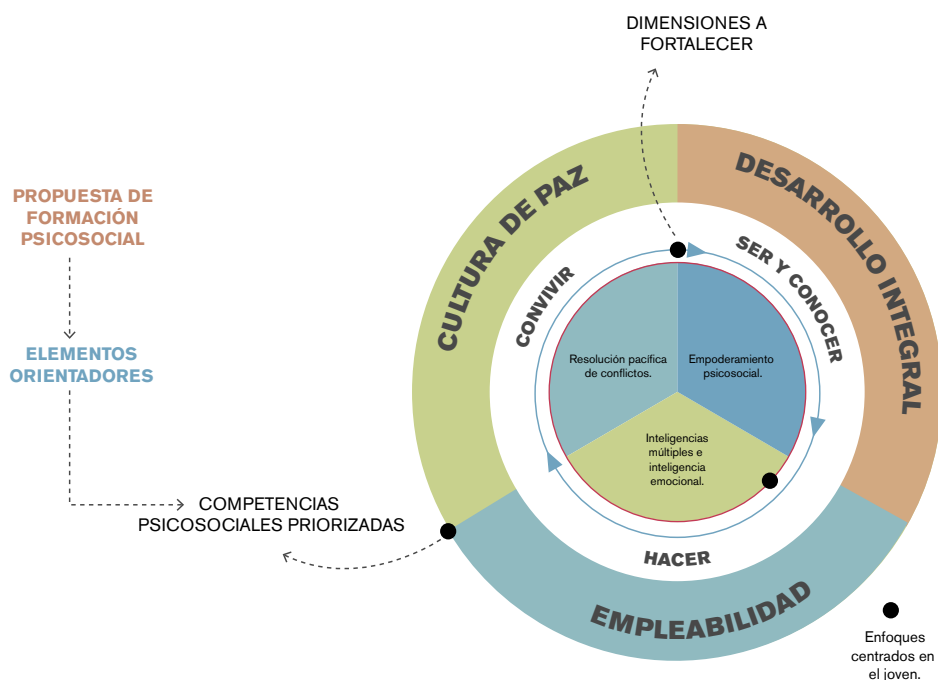 DIMENSIONES A
FORTALECER
PROPUESTA DE
FORMACIÓN
PSICOSOCIAL
ELEMENTOS
ORIENTADORES
COMPETENCIAS
PSICOSOCIALES PRIORIZADAS
CULTURA DE PAZ
DESARROLLO INTEGRAL
EMPLEABILIDAD
CONVIVIR
SER Y CONOCER
HACER
Resolución pacífica
de conflictos.
Empoderamiento
psicosocial.
Inteligencias
múltiples e
inteligencia
emocional.
Enfoques
centrados en
el joven.